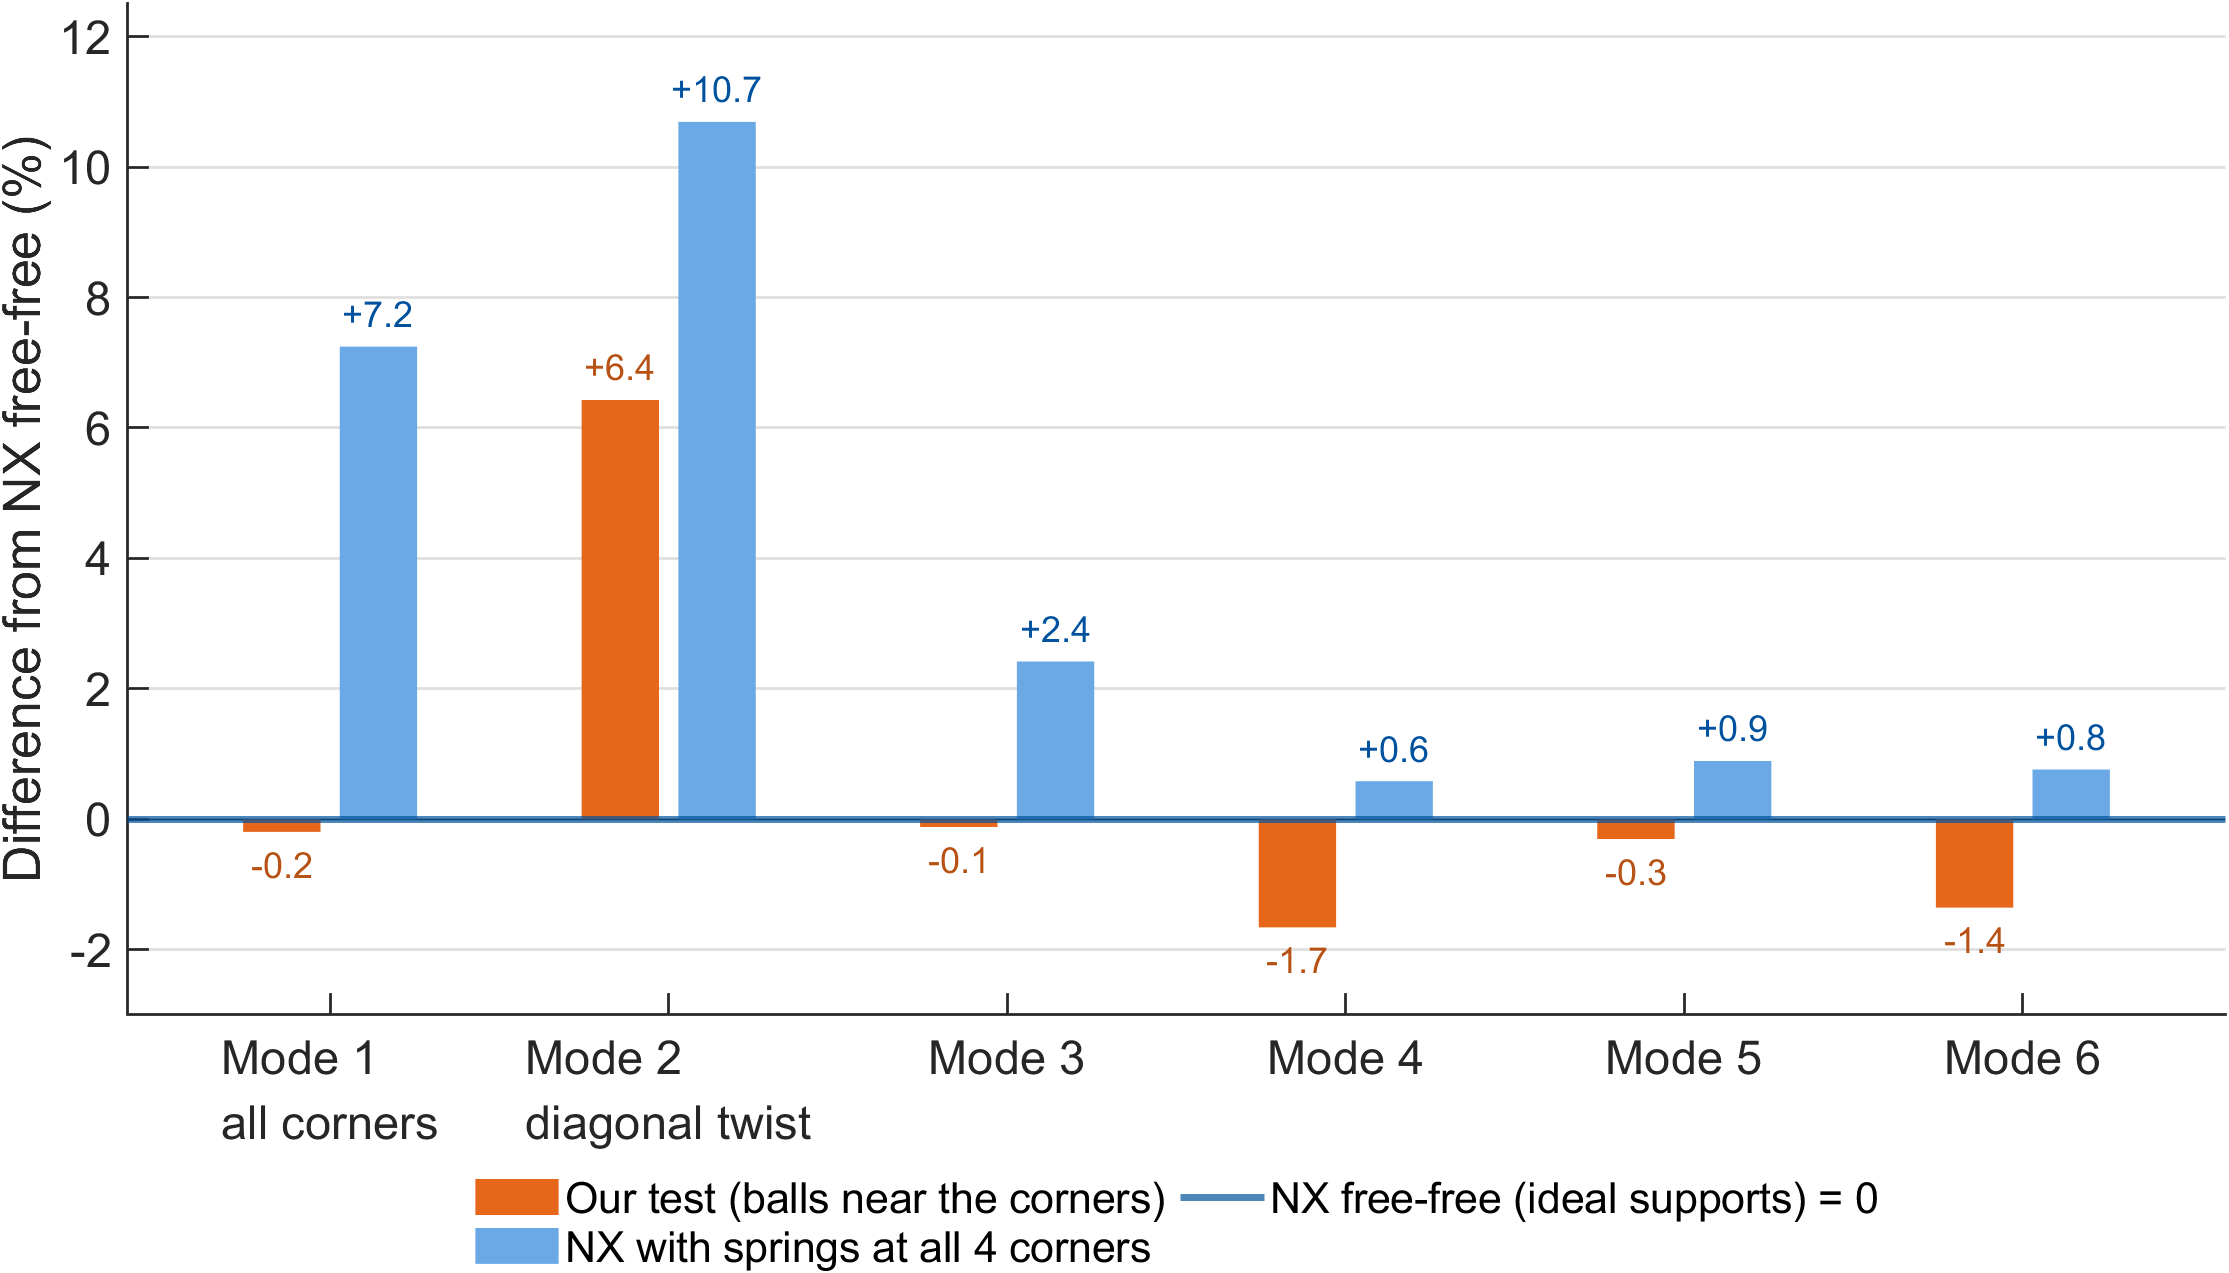 Difference from NX free-free (%)
12
10
8
6
4
2
0
-2
+7.2
-0.2
+10.7
+6.4
+2.4
-0.1
+0.6
-1.7
+0.9
-0.3
+0.8
-1.4
Mode 1
all corners
Mode 2
diagonal twist
Mode 3
Mode 4
Mode 5
Mode 6
Our test (balls near the corners)
NX with springs at all 4 corners
NX free-free (ideal supports) = 0